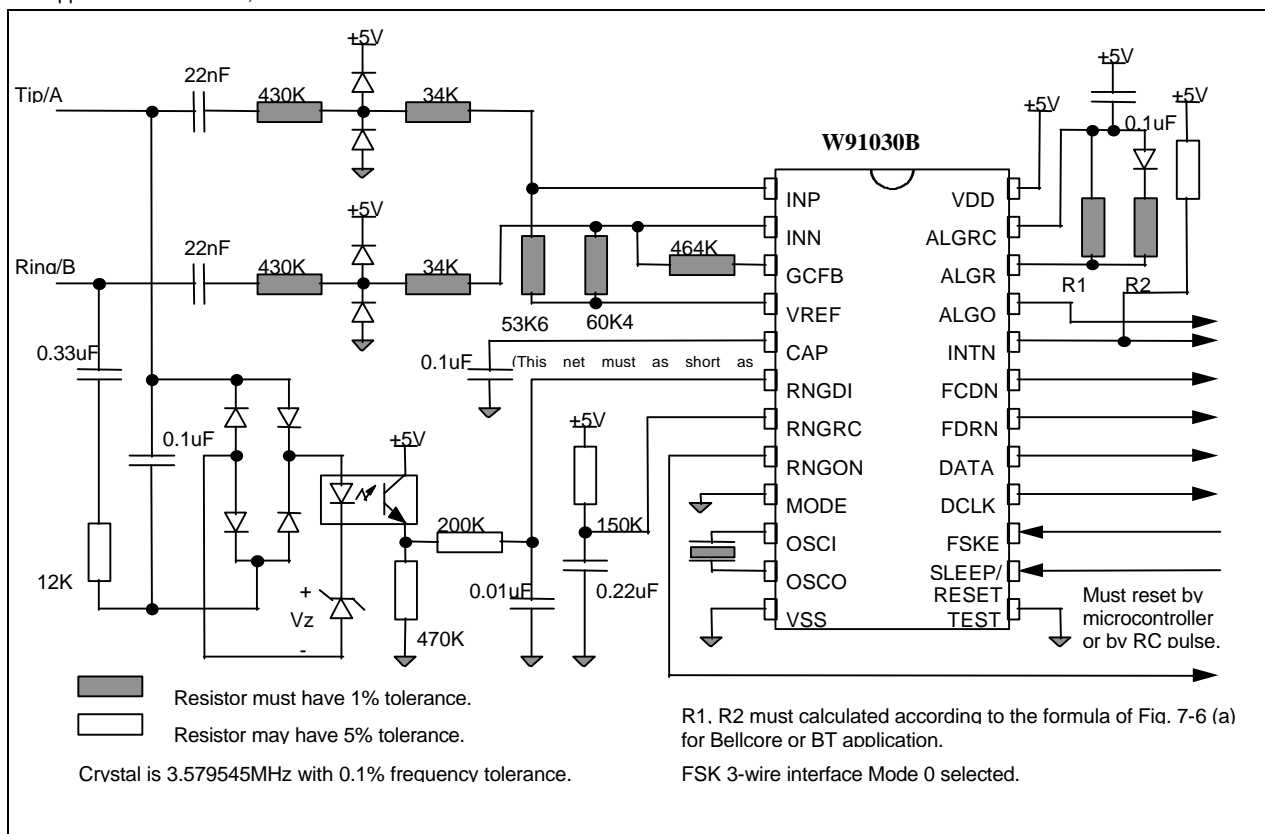 +5V
22nF
430K
34K
Tip/A
+5V
22nF
430K
34K
Ring/B
53K6
60K4
464K
0.33uF
0.1uF
(This net must as short as
0.1uF
+5V
+5V
12K
+
Vz
-
200K
470K
0.01uF
150K
0.22uF
W91030B
INP
INN
GCFB
VREF
CAP
RNGDI
RNGRC
RNGON
MODE
OSCI
OSCO
VSS
VDD
ALGRC
ALGR
ALGO
INTN
FCDN
FDRN
DATA
DCLK
FSKE
SLEEP/
RESET
TEST
+5V
+5V
0.1uF
+5V
R1
R2
Must reset by
microcontroller
or by RC pulse.
Resistor must have 1% tolerance.
Resistor may have 5% tolerance.
Crystal is 3.579545MHz with 0.1% frequency tolerance.
R1, R2 must calculated according to the formula of Fig. 7-6 (a)
for Bellcore or BT application.
FSK 3-wire interface Mode 0 selected.